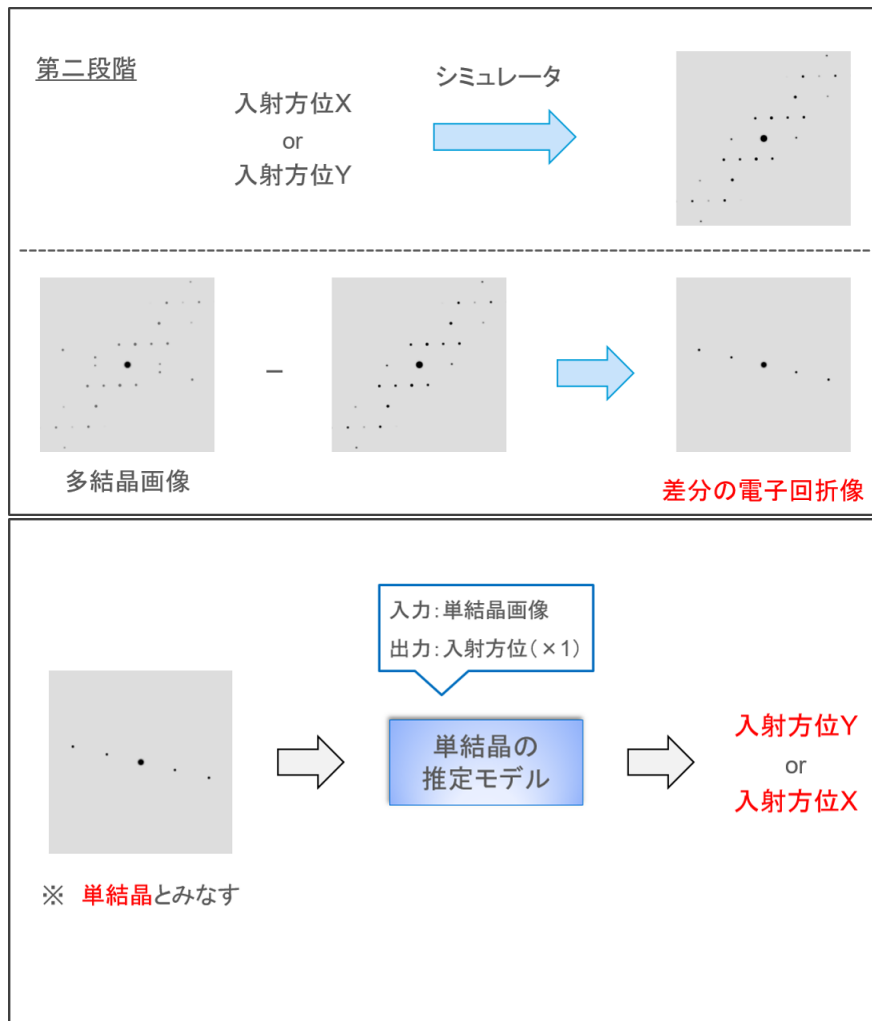 第二段階
シミュレータ
入射方位X
or
入射方位Y
－
多結晶画像
差分の電子回折像
入力：単結晶画像
出力：入射方位（×1）
単結晶の
推定モデル
入射方位Y
or
入射方位X
※　単結晶とみなす